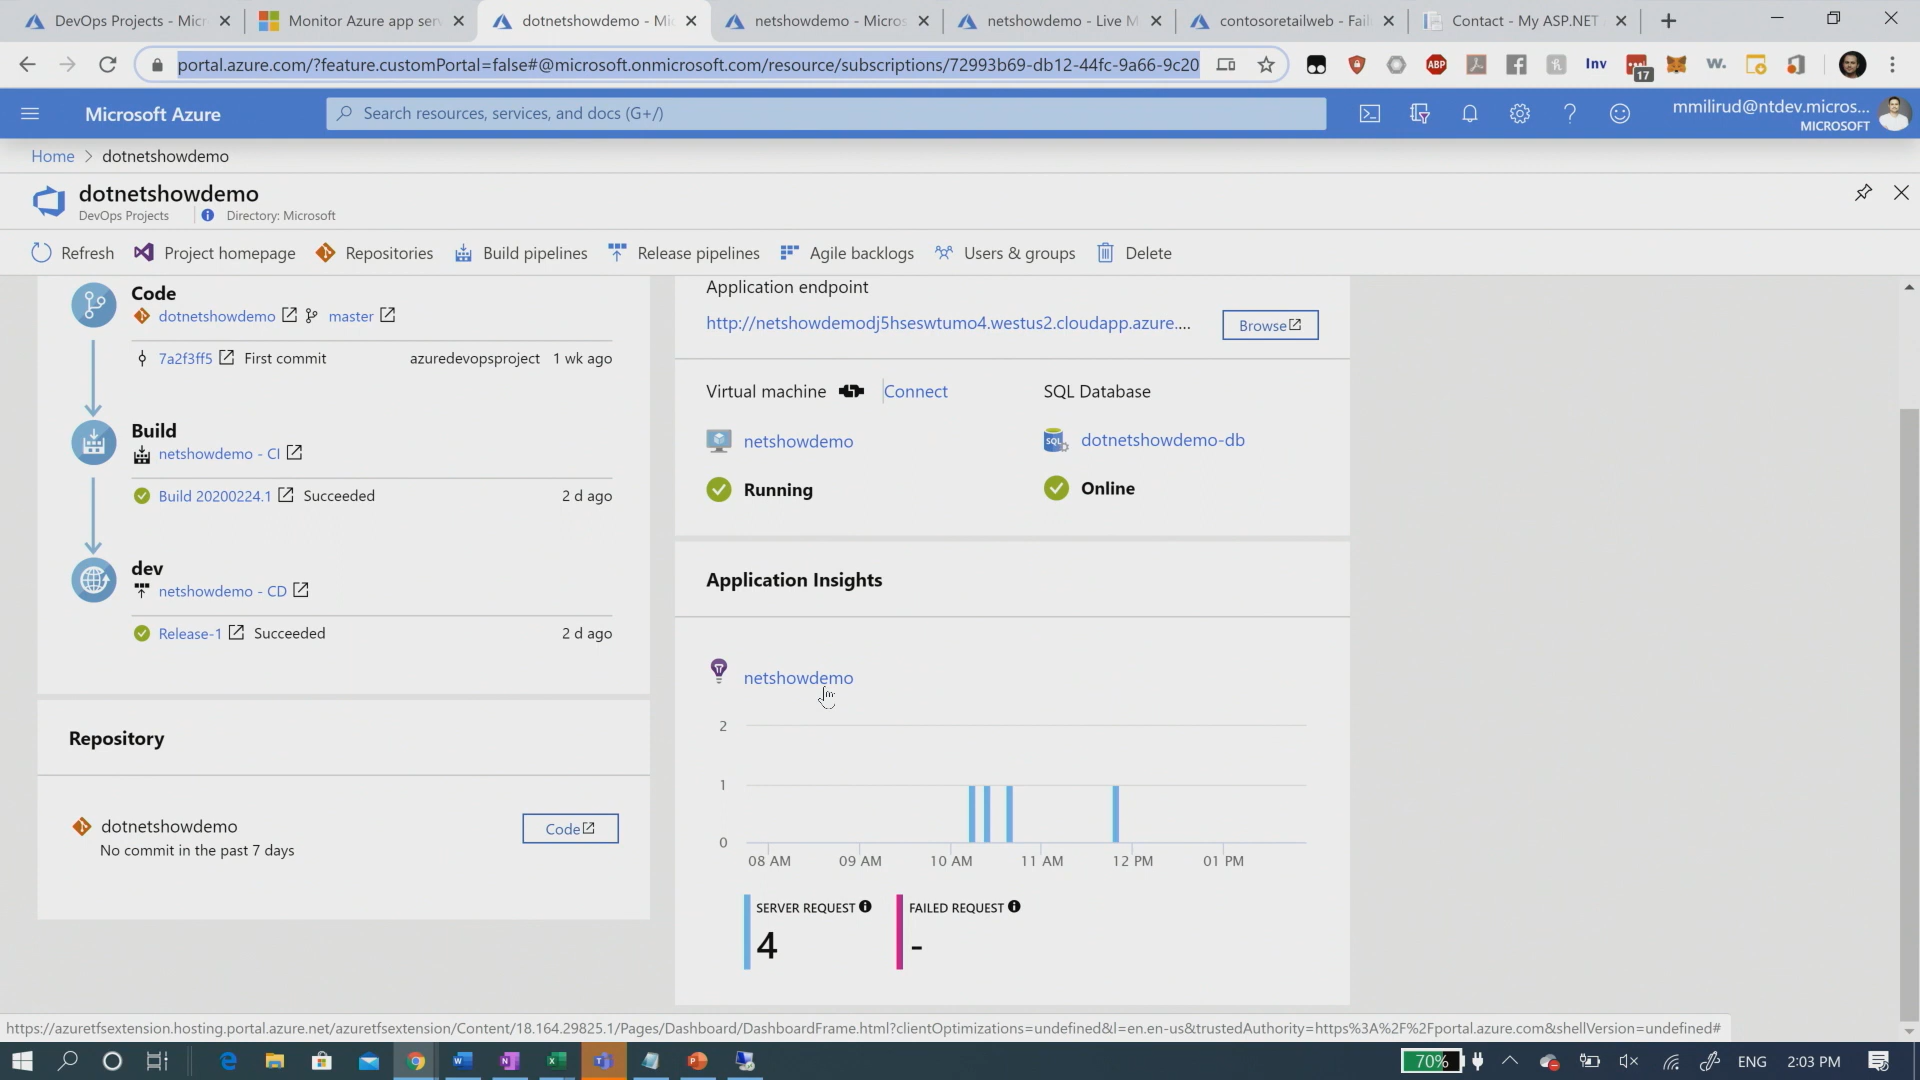 DevOps Projects - Micr
Monitor Azure app serv
dotnetshowdemo - Mic
netshowdemo - Micros
netshowdemo - Live M
contosoretailweb - Fail
Contact - My ASP.NET
portal.azure.com/?feature.customPortal=false#@microsoft.onmicrosoft.com/resource/subscriptions/72993b69-db12-44fc-9a66-9c20
ABP
Inv
17
w.
Microsoft Azure
Search resources, services, and docs (G+/)
mmilirud@ntdev.micros...
MICROSOFT
Home > dotnetshowdemo
dotnetshowdemo
DevOps Projects
Directory: Microsoft
Refresh
Project homepage
Repositories
Build pipelines
Release pipelines
Agile backlogs
Users & groups
Delete
Code
dotnetshowdemo
master
7a2f3ff5
First commit
azuredevopsproject
1 wk ago
Build
netshowdemo - CI
Build 20200224.1
Succeeded
2 d ago
dev
netshowdemo - CD
Release-1
Succeeded
2 d ago
Repository
dotnetshowdemo
No commit in the past 7 days
Code
Application endpoint
http://netshowdemodj5hseswtumo4.westus2.cloudapp.azure....
Browse
Virtual machine
Connect
netshowdemo
Running
SQL Database
SQL
dotnetshowdemo-db
Online
Application Insights
netshowdemo
2
1
0
08 AM
09 AM
10 AM
11 AM
12 PM
01 PM
SERVER REQUEST
4
FAILED REQUEST
-
https://azuretfsextension.hosting.portal.azure.net/azuretfsextension/Content/18.164.29825.1/Pages/Dashboard/DashboardFrame.html?clientOptimizations=undefined&l=en.en-us&trustedAuthority=https%3A%2F%2Fportal.azure.com&shellVersion=undefined#
70%
ENG
2:03 PM